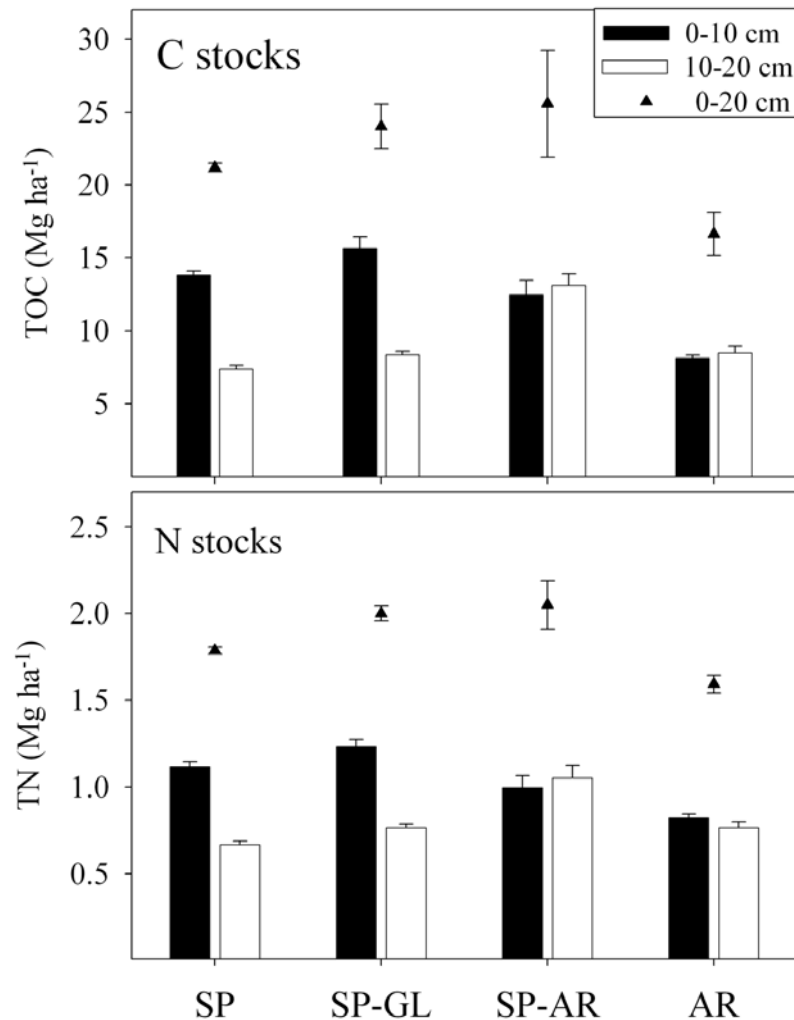 C stocks
0-10 cm
10-20 cm
0-20 cm
TOC (Mg ha⁻¹)
30
25
20
15
10
5
N stocks
TN (Mg ha⁻¹)
2.5
2.0
1.5
1.0
0.5
SP SP-GL SP-AR AR